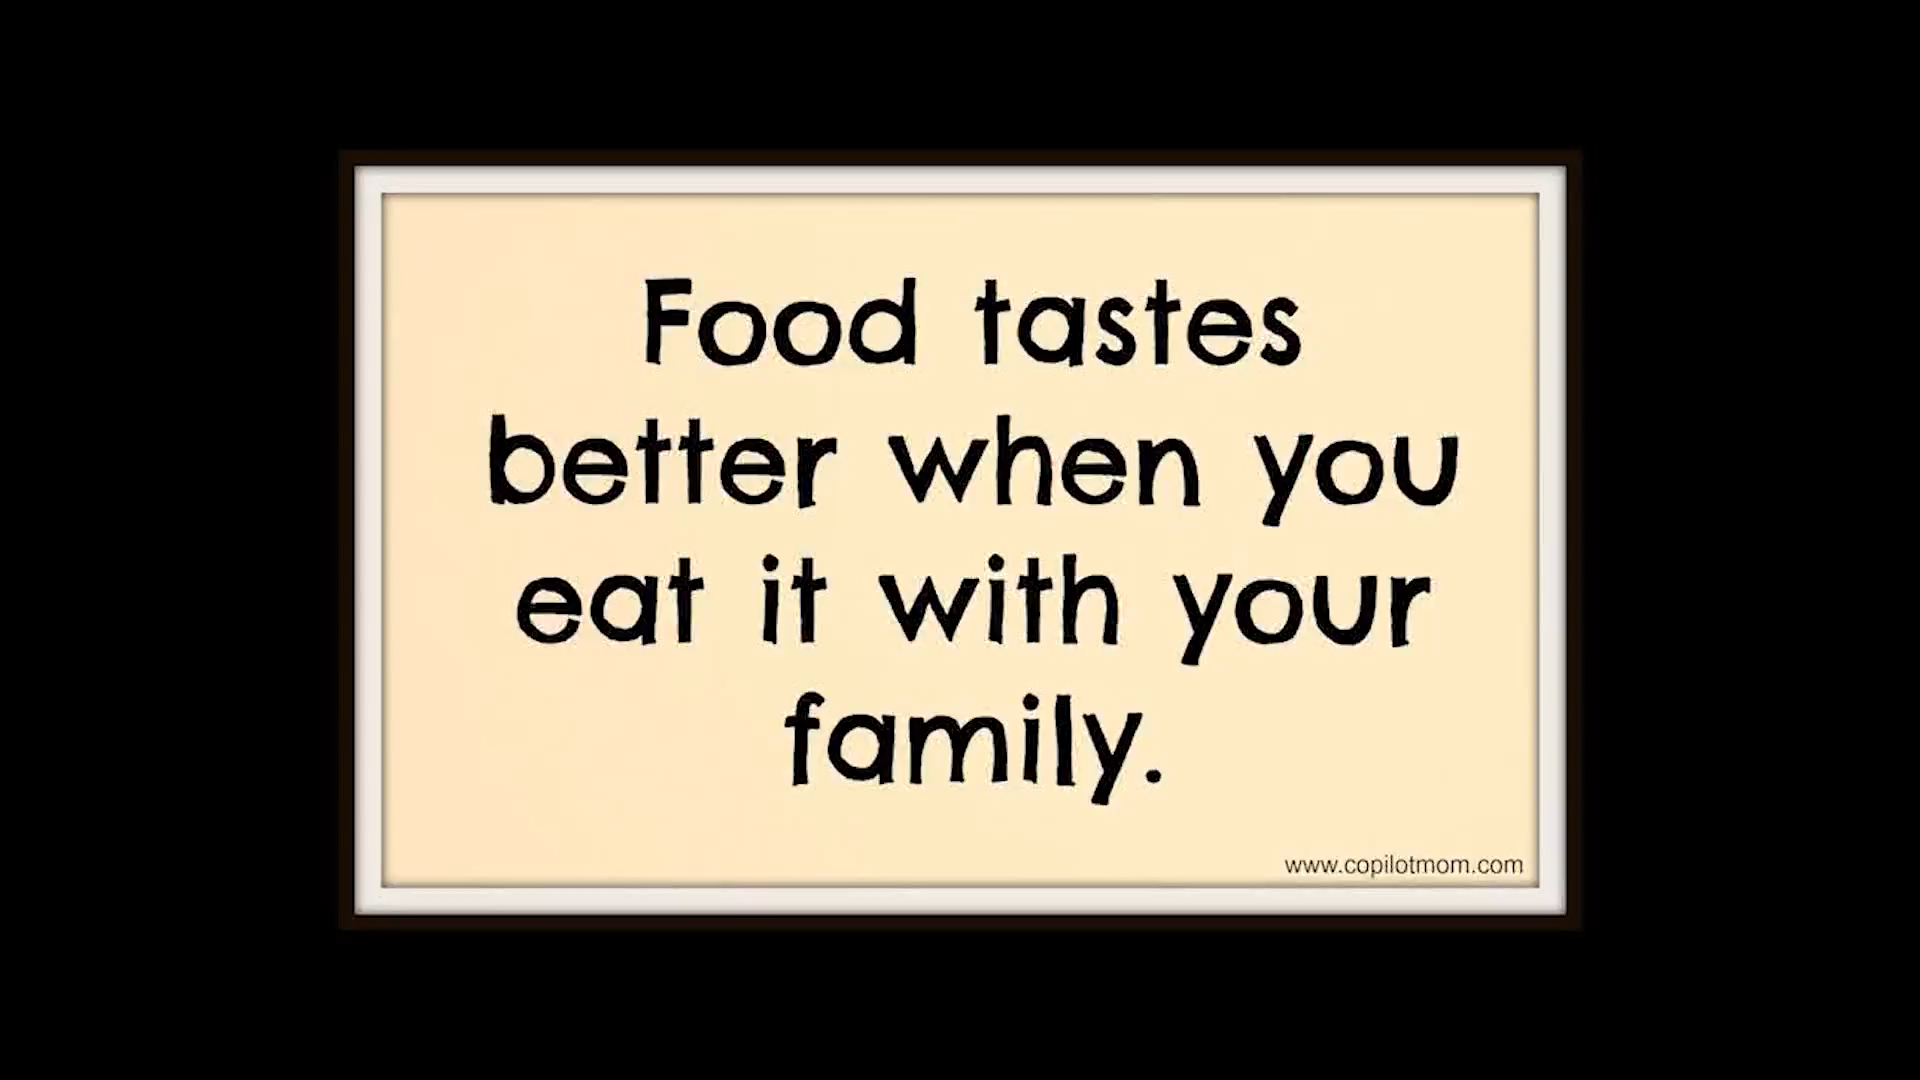 Food tastes
better when you
eat it with your
family.
www.copilotmom.com